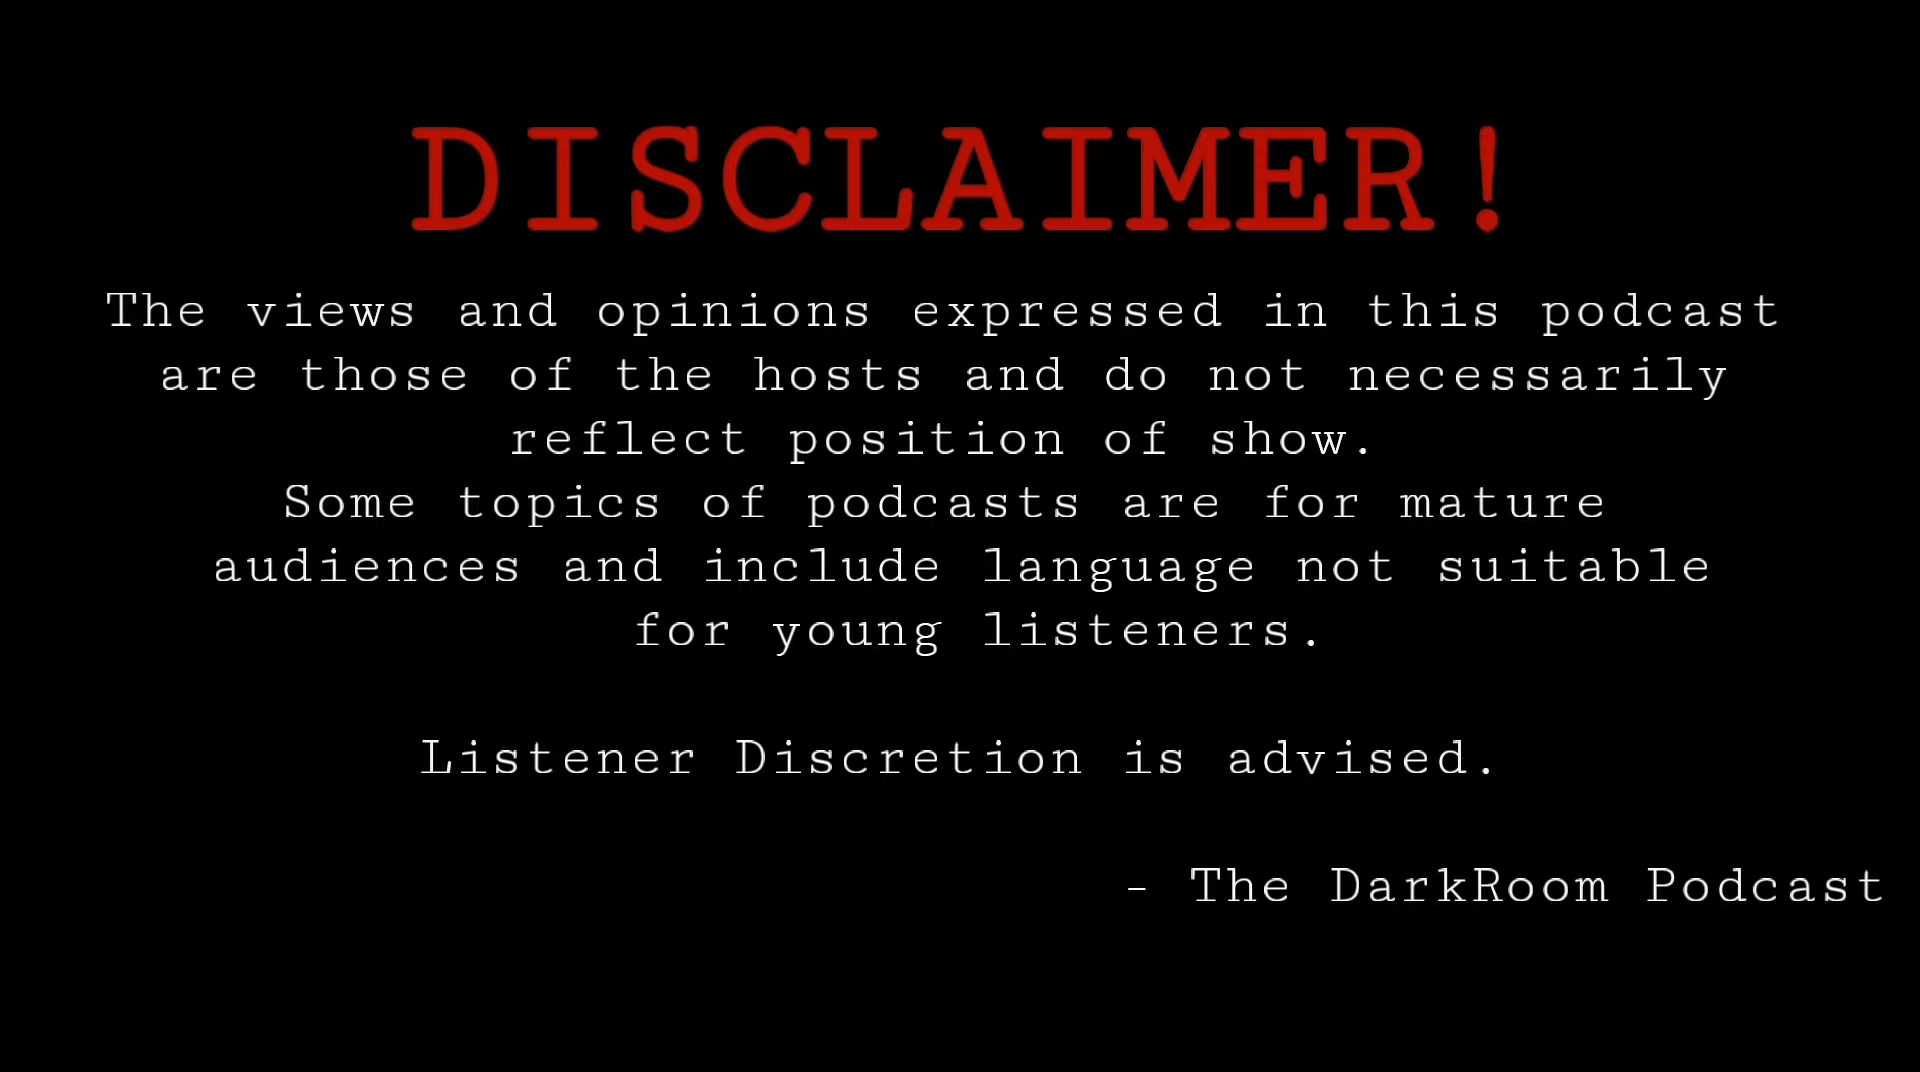 DISCLAIMER!
The views and opinions expressed in this podcast
are those of the hosts and do not necessarily
reflect position of show.
Some topics of podcasts are for mature
audiences and include language not suitable
for young listeners.
Listener Discretion is advised.
- The DarkRoom Podcast